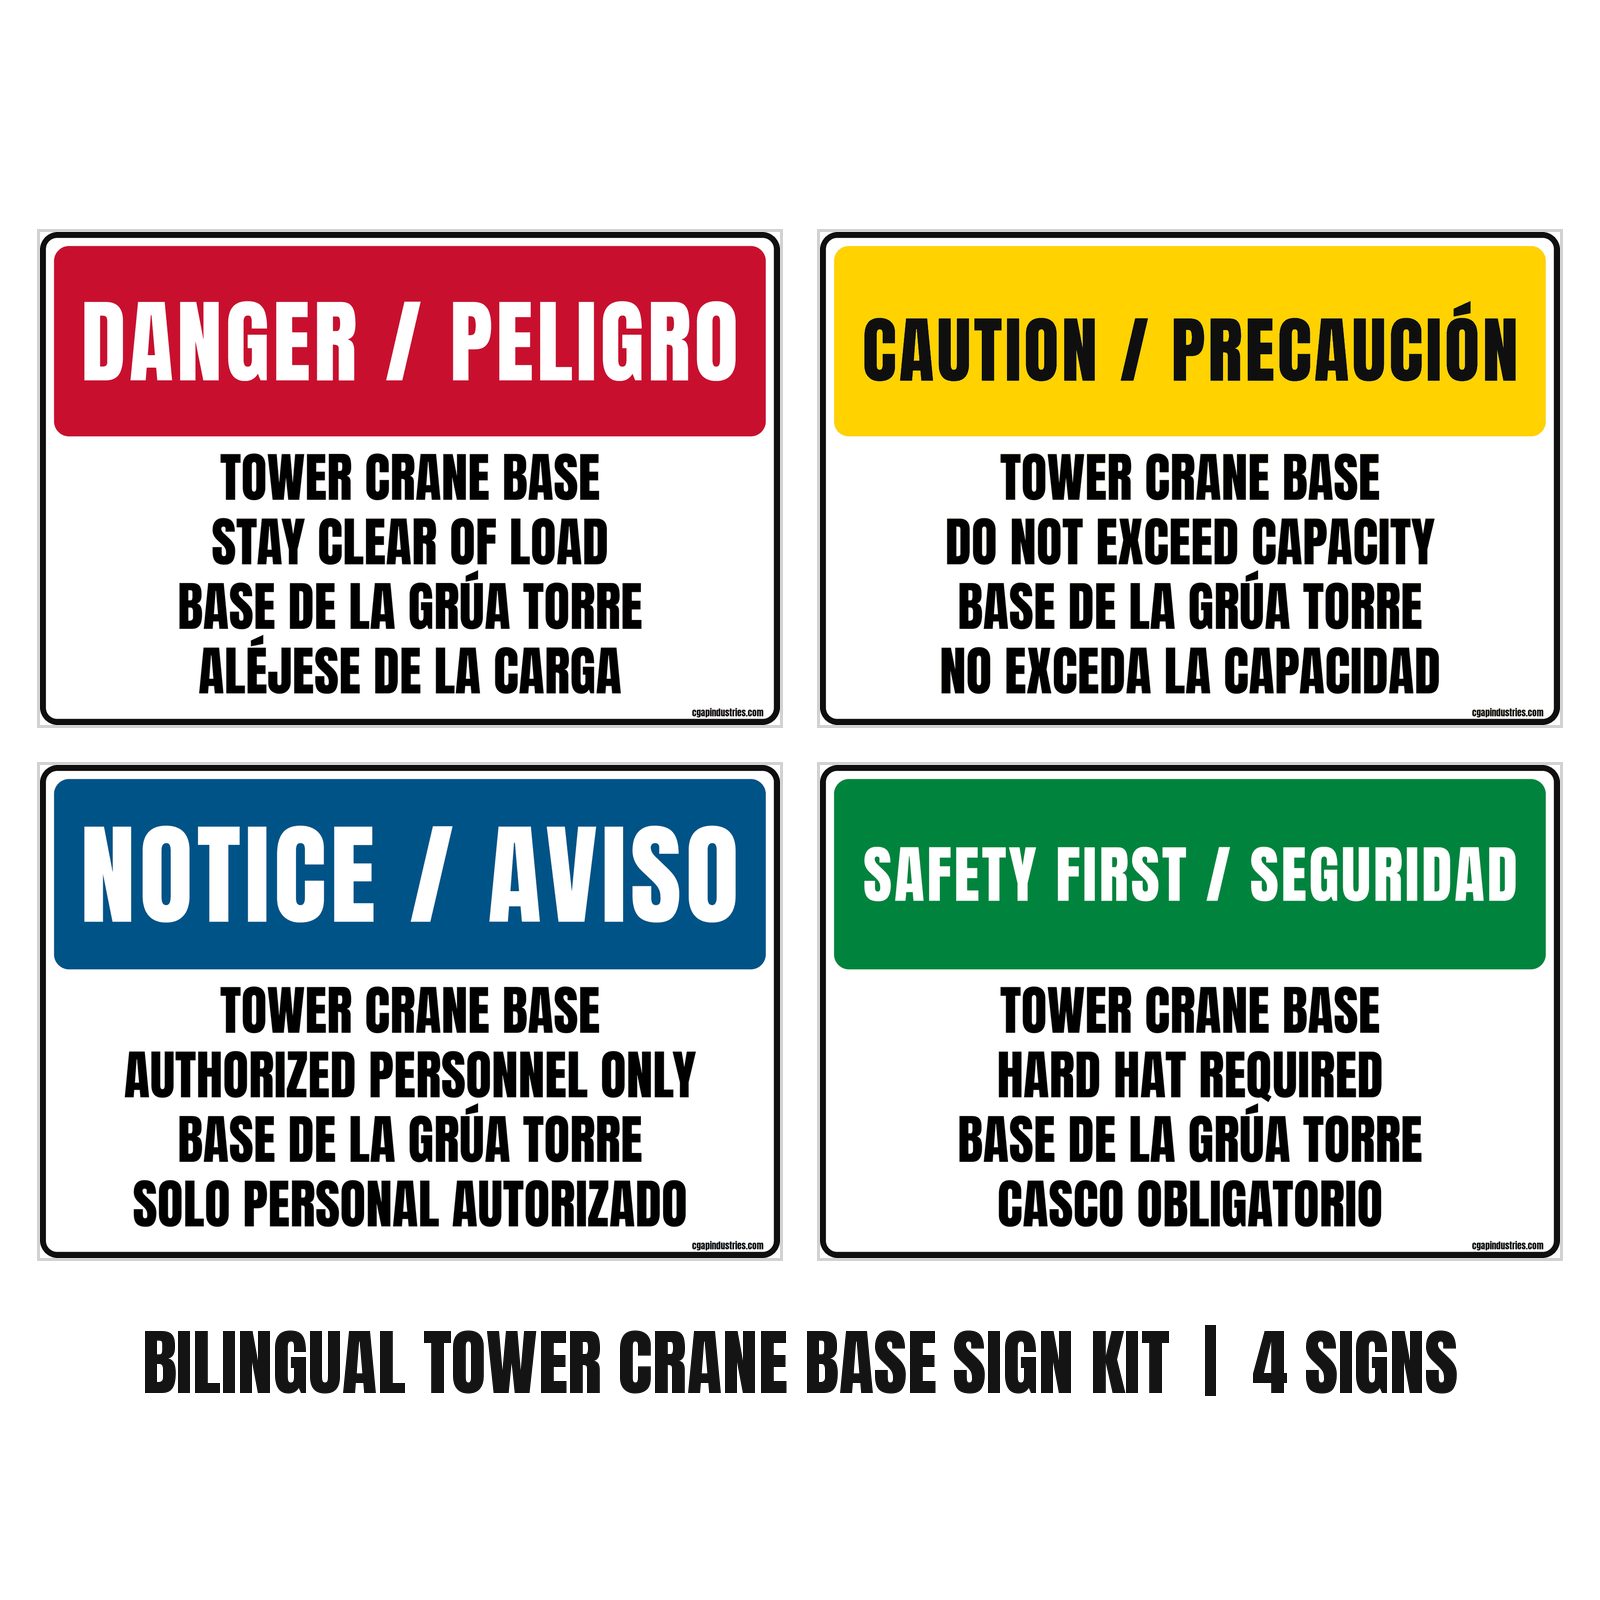 DANGER / PELIGRO
TOWER CRANE BASE
STAY CLEAR OF LOAD
BASE DE LA GRÚA TORRE
ALÉJESE DE LA CARGA
cgapindustries.com
CAUTION / PRECAUCIÓN
TOWER CRANE BASE
DO NOT EXCEED CAPACITY
BASE DE LA GRÚA TORRE
NO EXCEDA LA CAPACIDAD
cgapindustries.com
NOTICE / AVISO
TOWER CRANE BASE
AUTHORIZED PERSONNEL ONLY
BASE DE LA GRÚA TORRE
SOLO PERSONAL AUTORIZADO
cgapindustries.com
SAFETY FIRST / SEGURIDAD
TOWER CRANE BASE
HARD HAT REQUIRED
BASE DE LA GRÚA TORRE
CASCO OBLIGATORIO
cgapindustries.com
BILINGUAL TOWER CRANE BASE SIGN KIT | 4 SIGNS